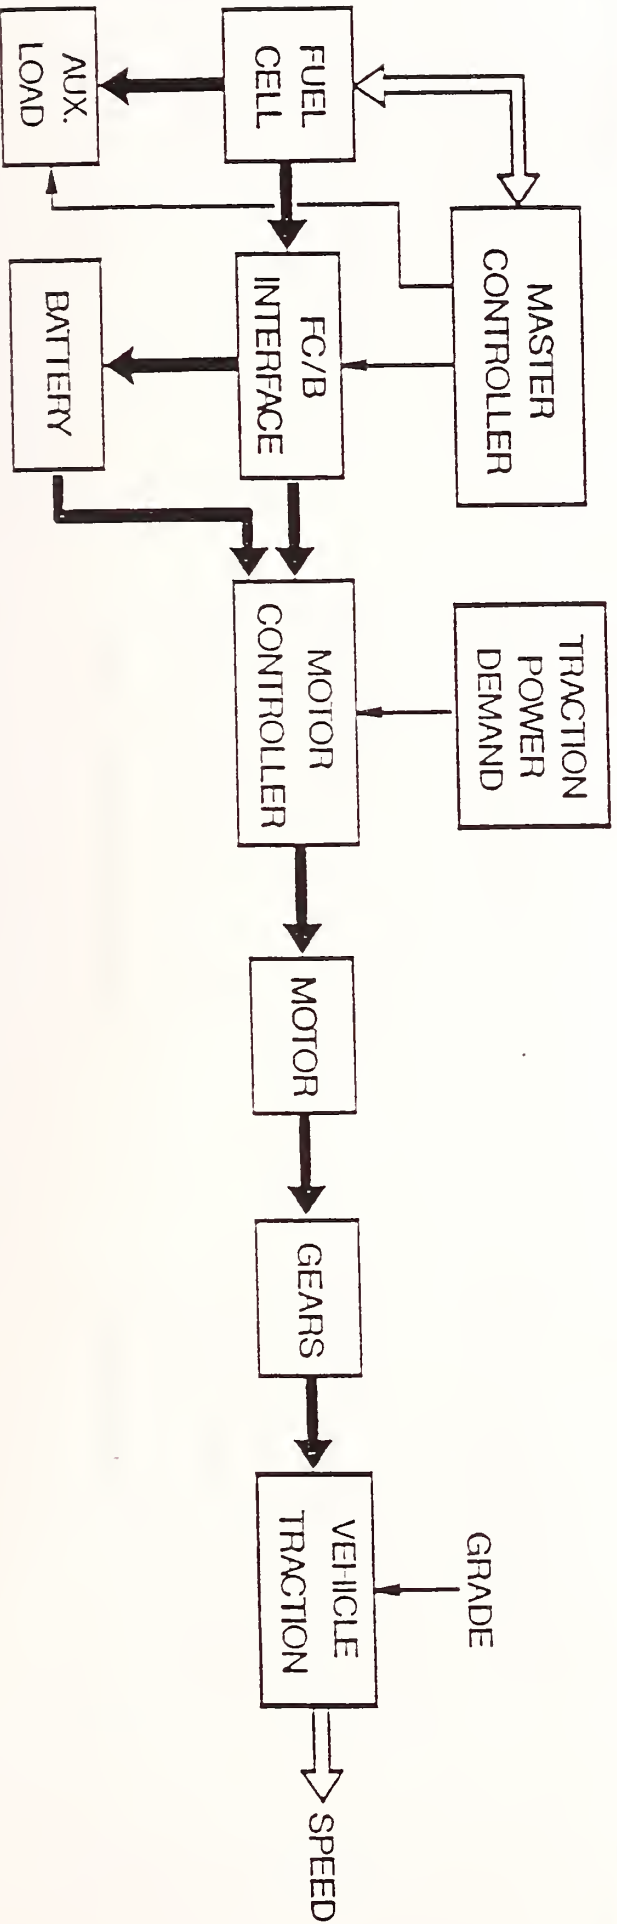 MASTER
CONTROLLER
TRACTION
POWER
DEMAND
GRADE
FUEL
CELL
FC/B
INTERFACE
MOTOR
CONTROLLER
MOTOR
GEARS
VEHICLE
TRACTION
SPEED
AUX.
LOAD
BATTERY